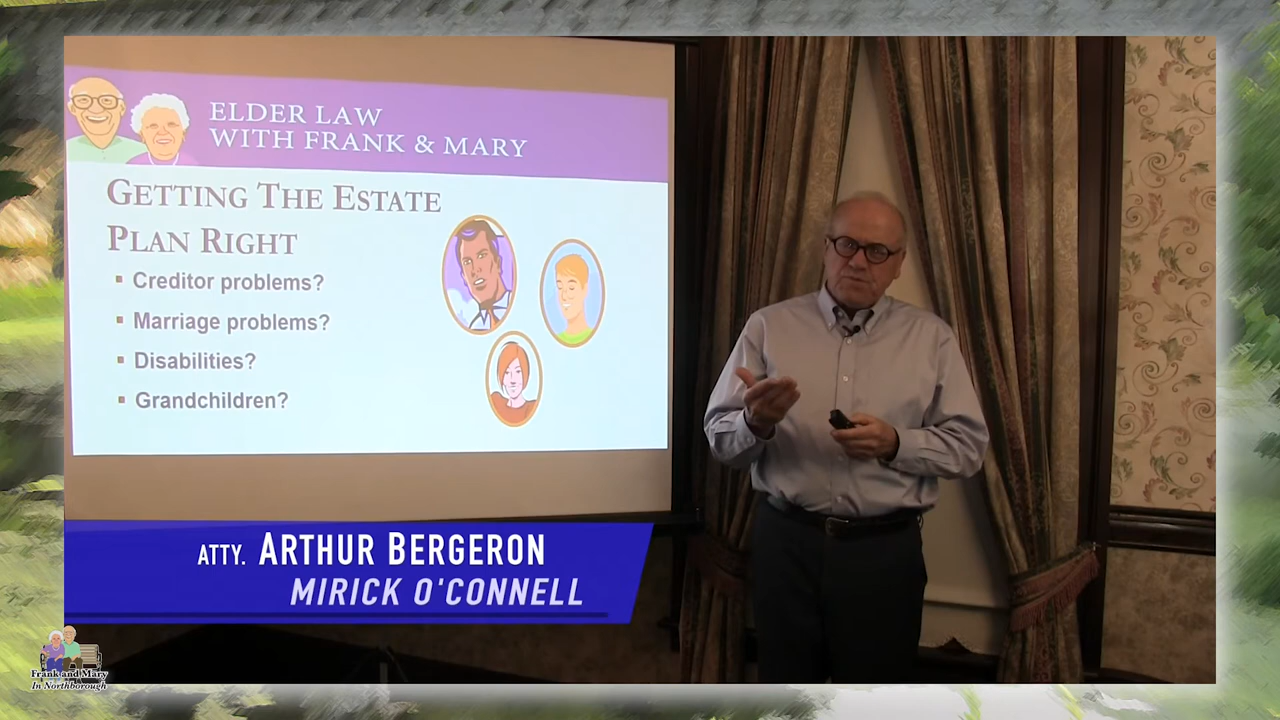 ELDER LAW
WITH FRANK & MARY
GETTING THE ESTATE
PLAN RIGHT
▪ Creditor problems?
▪ Marriage problems?
▪ Disabilities?
▪ Grandchildren?
ATTY. ARTHUR BERGERON
MIRICK O'CONNELL
Frank and Mary
In Northborough